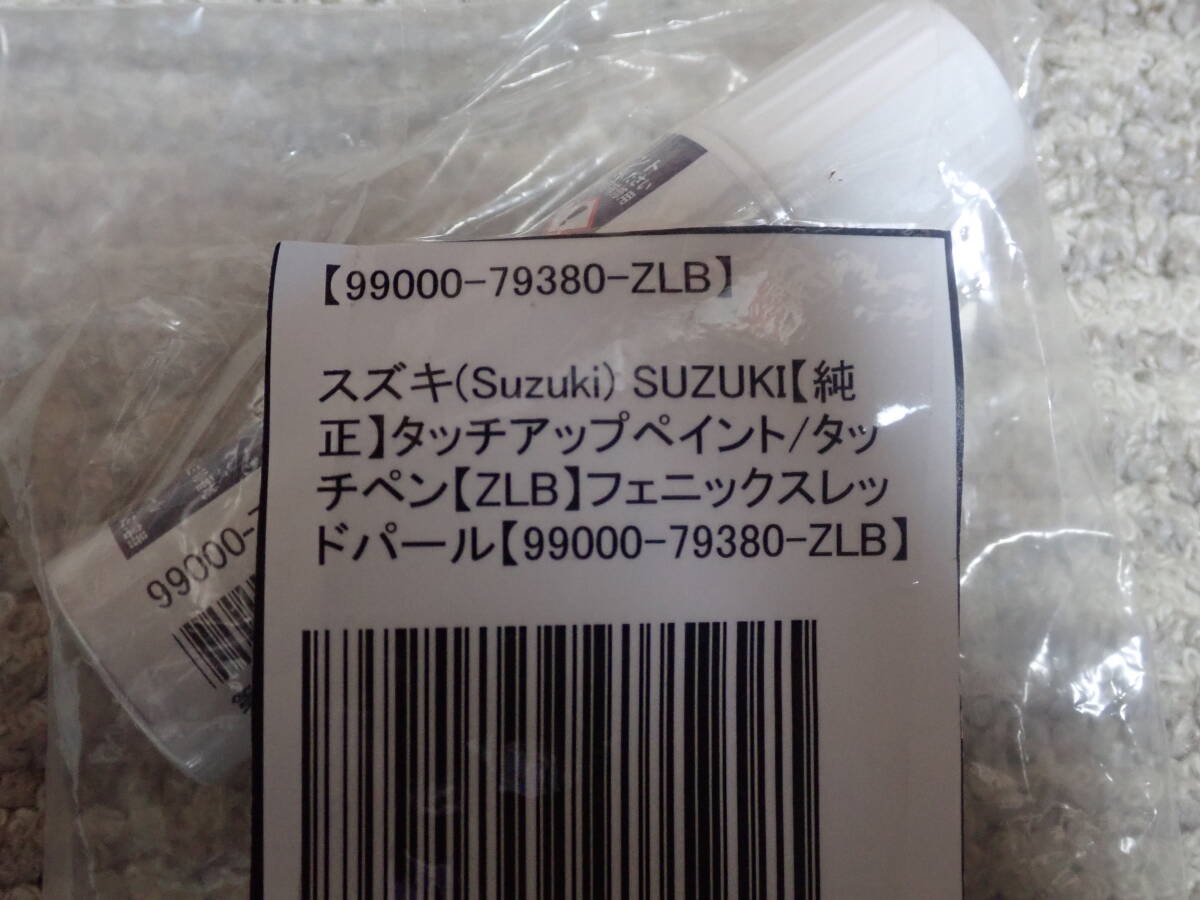 【99000-79380-ZLB】
スズキ(Suzuki) SUZUKI【純
正】タッチアップペイント/タッ
チペン【ZLB】フェニックスレッ
ドパール【99000-79380-ZLB】
99000-